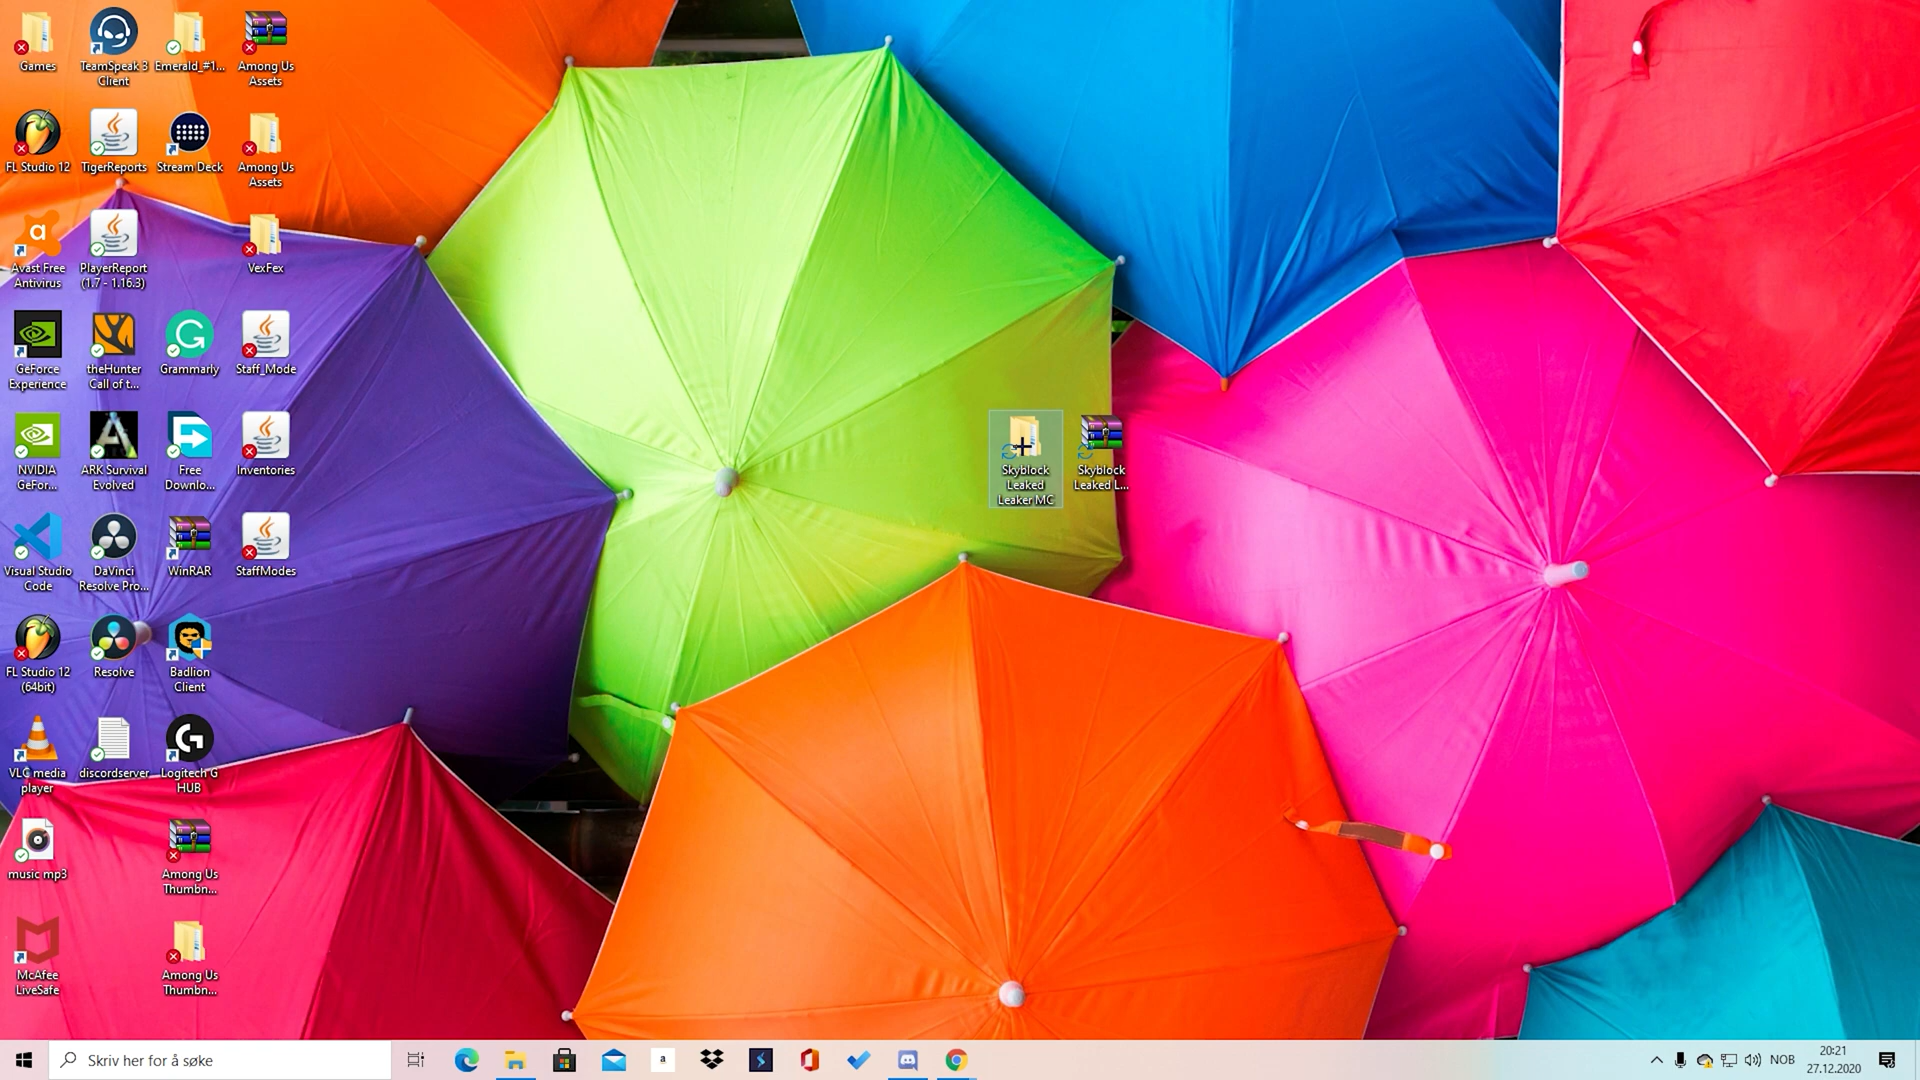 Games
TeamSpeak 3
Client
Emerald_#1...
Among Us
Assets
FL Studio 12
TigerReports
Stream Deck
Among Us
Assets
Avast Free
Antivirus
PlayerReport
(1.7 - 1.16.3)
VexFex
GeForce
Experience
theHunter
Call of t...
Grammarly
Staff_Mode
NVIDIA
GeFor...
ARK Survival
Evolved
Free
Downlo...
Inventories
Skyblock
Leaked
Leaker MC
Skyblock
Leaked L...
Visual Studio
Code
DaVinci
Resolve Pro...
WinRAR
StaffModes
FL Studio 12
(64bit)
Resolve
Badlion
Client
VLC media
player
discordserver
Logitech G
HUB
music mp3
Among Us
Thumbn...
McAfee
LiveSafe
Among Us
Thumbn...
Skriv her for å søke
a
NOB
20:21
27.12.2020